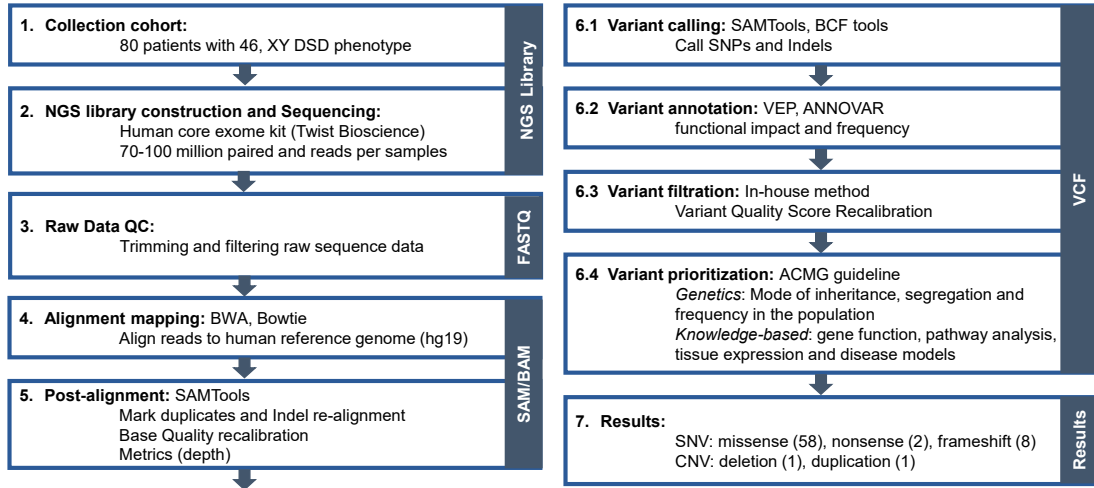 1. Collection cohort:
80 patients with 46, XY DSD phenotype
2. NGS library construction and Sequencing:
Human core exome kit (Twist Bioscience)
70-100 million paired and reads per samples
NGS Library
3. Raw Data QC:
Trimming and filtering raw sequence data
FASTQ
4. Alignment mapping: BWA, Bowtie
Align reads to human reference genome (hg19)
5. Post-alignment: SAMTools
Mark duplicates and Indel re-alignment
Base Quality recalibration
Metrics (depth)
SAM/BAM
6.1 Variant calling: SAMTools, BCF tools
Call SNPs and Indels
6.2 Variant annotation: VEP, ANNOVAR
functional impact and frequency
6.3 Variant filtration: In-house method
Variant Quality Score Recalibration
6.4 Variant prioritization: ACMG guideline
Genetics: Mode of inheritance, segregation and
frequency in the population
Knowledge-based: gene function, pathway analysis,
tissue expression and disease models
VCF
7. Results:
SNV: missense (58), nonsense (2), frameshift (8)
CNV: deletion (1), duplication (1)
Results